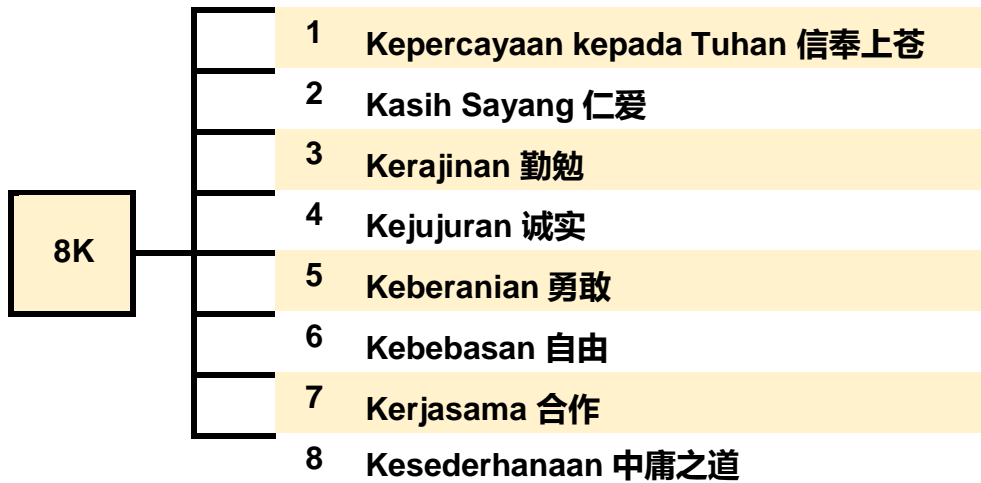 8K
1 Kepercayaan kepada Tuhan 信奉上苍
2 Kasih Sayang 仁爱
3 Kerajinan 勤勉
4 Kejujuran 诚实
5 Keberanian 勇敢
6 Kebebasan 自由
7 Kerjasama 合作
8 Kesederhanaan 中庸之道